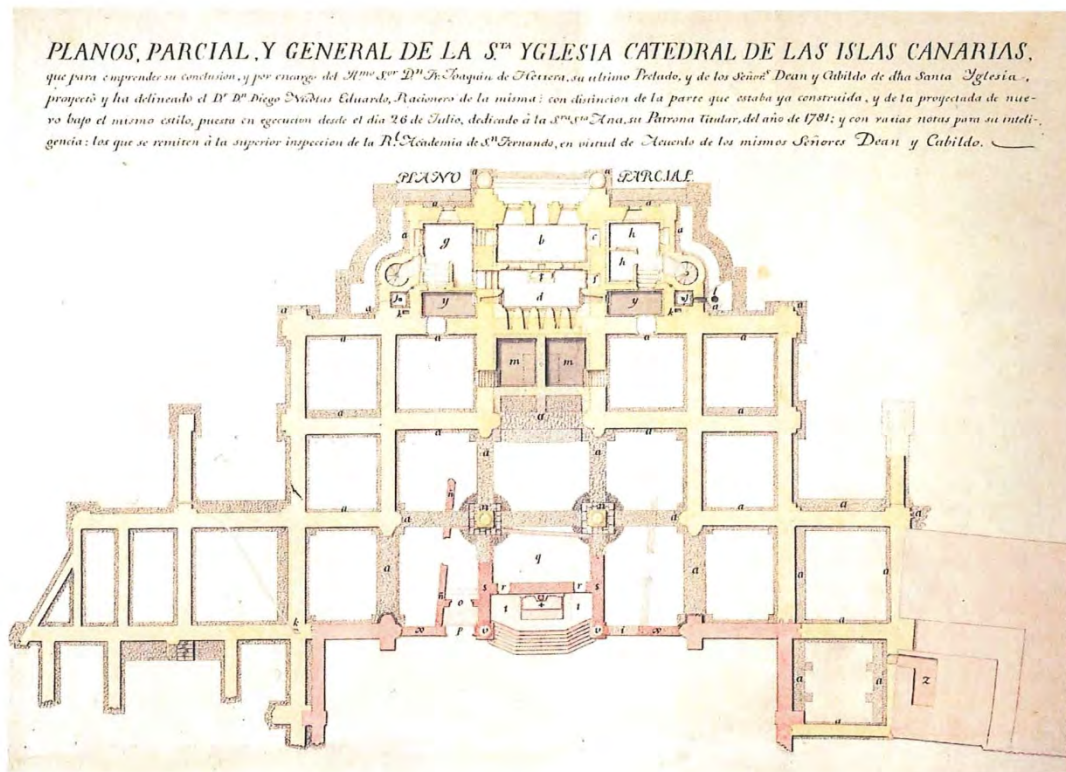 PLANOS, PARCIAL, Y GENERAL DE LA S.TA YGLESIA CATEDRAL DE LAS ISLAS CANARIAS,
que para emprender su conclusion, y por encargo del Yll.mo S.or D.n Fr. Joaquin de Herrera, su ultimo Prelado, y de los Señor.s Dean y Cabildo de dha Santa Yglesia,
proyectó y ha delineado el D.r D.n Diego Nicolas Eduardo, Racionero de la misma: con distincion de la parte que estaba ya construida, y de la proyectada de nue-
vo bajo el mismo estilo, puesto en egecucion desde el dia 26 de Julio, dedicado à la S.ra S.ta Ana, su Patrona titular, del año de 1781; y con varias notas para su inteli-
gencia: los que se remiten à la superior inspeccion de la R.l Academia de S.n Fernando, en virtud de Acuerdo de los mismos Señores Dean y Cabildo.
PLANO PARCIAL
a a
a a
g b c h
a a
h
f f
d
y y
a a
a a a a
m m
a a
a
a a
a a
n n
a a a a
a a
q
ñ
a a a a
s r r s
ñ o t t
k x p v v i x a
a a z
a